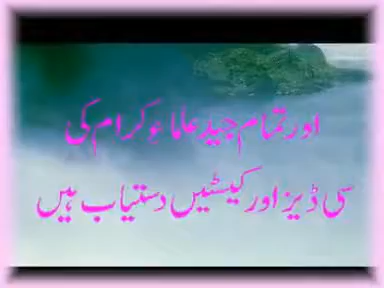 اور تمام جید علماء کرام کی
سی ڈیز اور کیسٹیں دستیاب ہیں